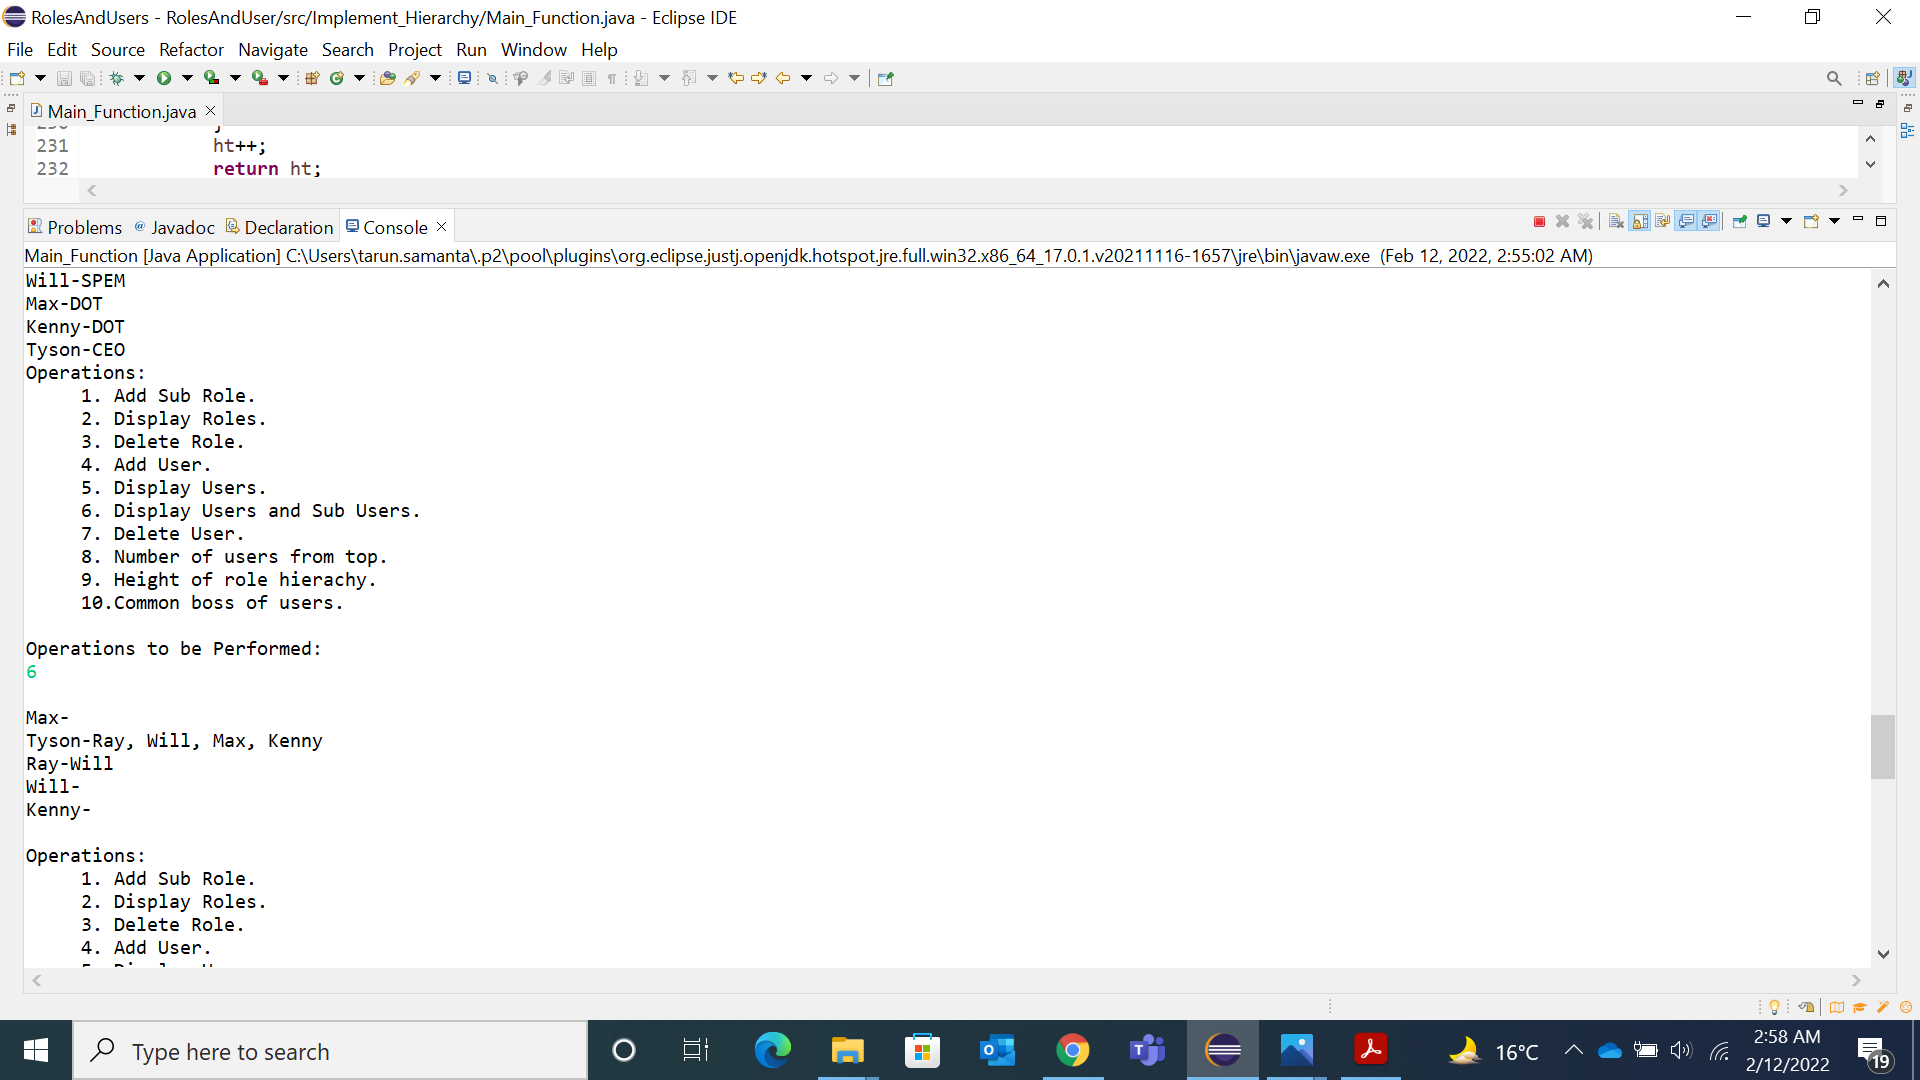 RolesAndUsers - RolesAndUser/src/Implement_Hierarchy/Main_Function.java - Eclipse IDE
File Edit Source Refactor Navigate Search Project Run Window Help
Main_Function.java
231 ht++;
232 return ht;
Problems Javadoc Declaration Console
Main_Function [Java Application] C:\Users\tarun.samanta\.p2\pool\plugins\org.eclipse.justj.openjdk.hotspot.jre.full.win32.x86_64_17.0.1.v20211116-1657\jre\bin\javaw.exe (Feb 12, 2022, 2:55:02 AM)
Will-SPEM
Max-DOT
Kenny-DOT
Tyson-CEO
Operations:
1. Add Sub Role.
2. Display Roles.
3. Delete Role.
4. Add User.
5. Display Users.
6. Display Users and Sub Users.
7. Delete User.
8. Number of users from top.
9. Height of role hierachy.
10.Common boss of users.
Operations to be Performed:
6
Max-
Tyson-Ray, Will, Max, Kenny
Ray-Will
Will-
Kenny-
Operations:
1. Add Sub Role.
2. Display Roles.
3. Delete Role.
4. Add User.
Type here to search
16°C
2:58 AM
2/12/2022
19